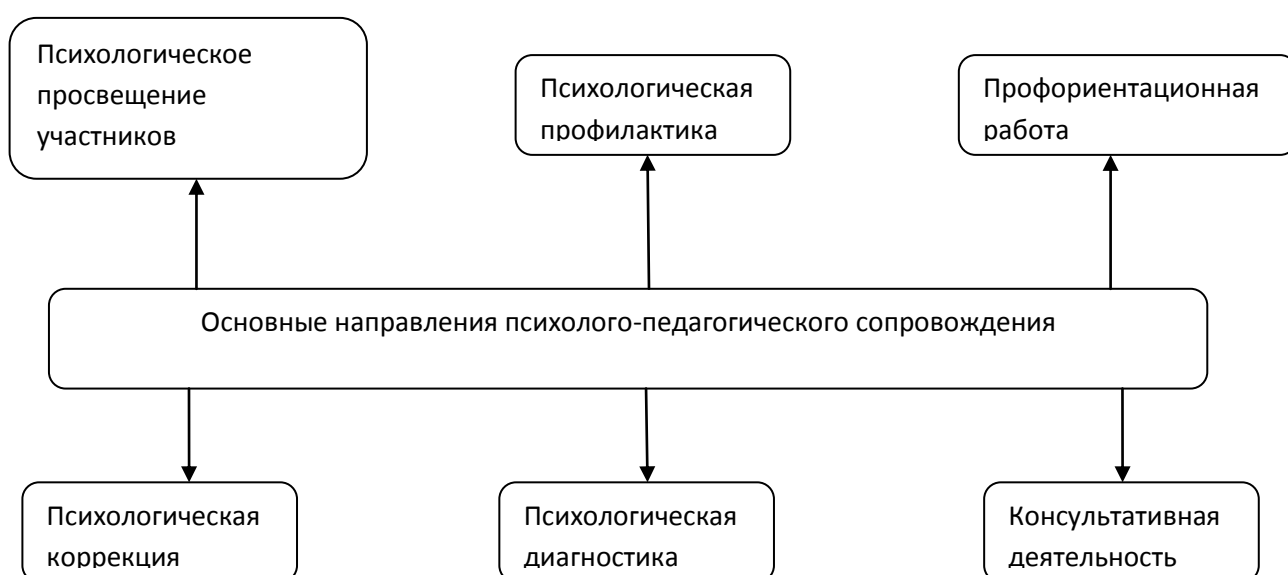 Психологическое
просвещение
участников
Психологическая
профилактика
Профориентационная
работа
Основные направления психолого-педагогического сопровождения
Психологическая
коррекция
Психологическая
диагностика
Консультативная
деятельность